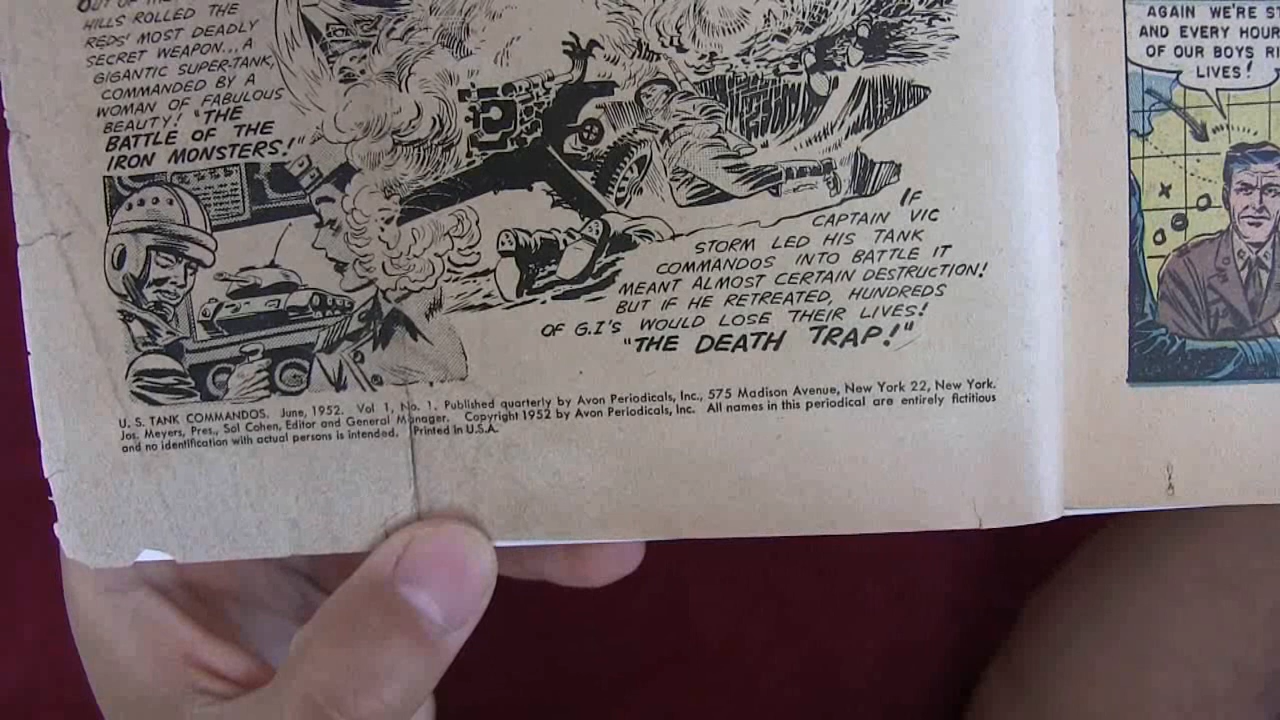 OUT OF THE
HILLS ROLLED THE
REDS' MOST DEADLY
SECRET WEAPON...A
GIGANTIC SUPER-TANK,
COMMANDED BY A
WOMAN OF FABULOUS
BEAUTY! "THE
BATTLE OF THE
IRON MONSTERS!"
IF
CAPTAIN VIC
STORM LED HIS TANK
COMMANDOS INTO BATTLE IT
MEANT ALMOST CERTAIN DESTRUCTION!
BUT IF HE RETREATED, HUNDREDS
OF G.I'S WOULD LOSE THEIR LIVES!
"THE DEATH TRAP!"
U. S. TANK COMMANDOS. June, 1952. Vol 1, No. 1. Published quarterly by Avon Periodicals, Inc., 575 Madison Avenue, New York 22, New York.
Jos. Meyers, Pres., Sol Cohen, Editor and General Manager. Copyright 1952 by Avon Periodicals, Inc. All names in this periodical are entirely fictitious
and no identification with actual persons is intended. Printed in U.S.A.
AGAIN WE'RE
AND EVERY HOUR
OF OUR BOYS
LIVES!